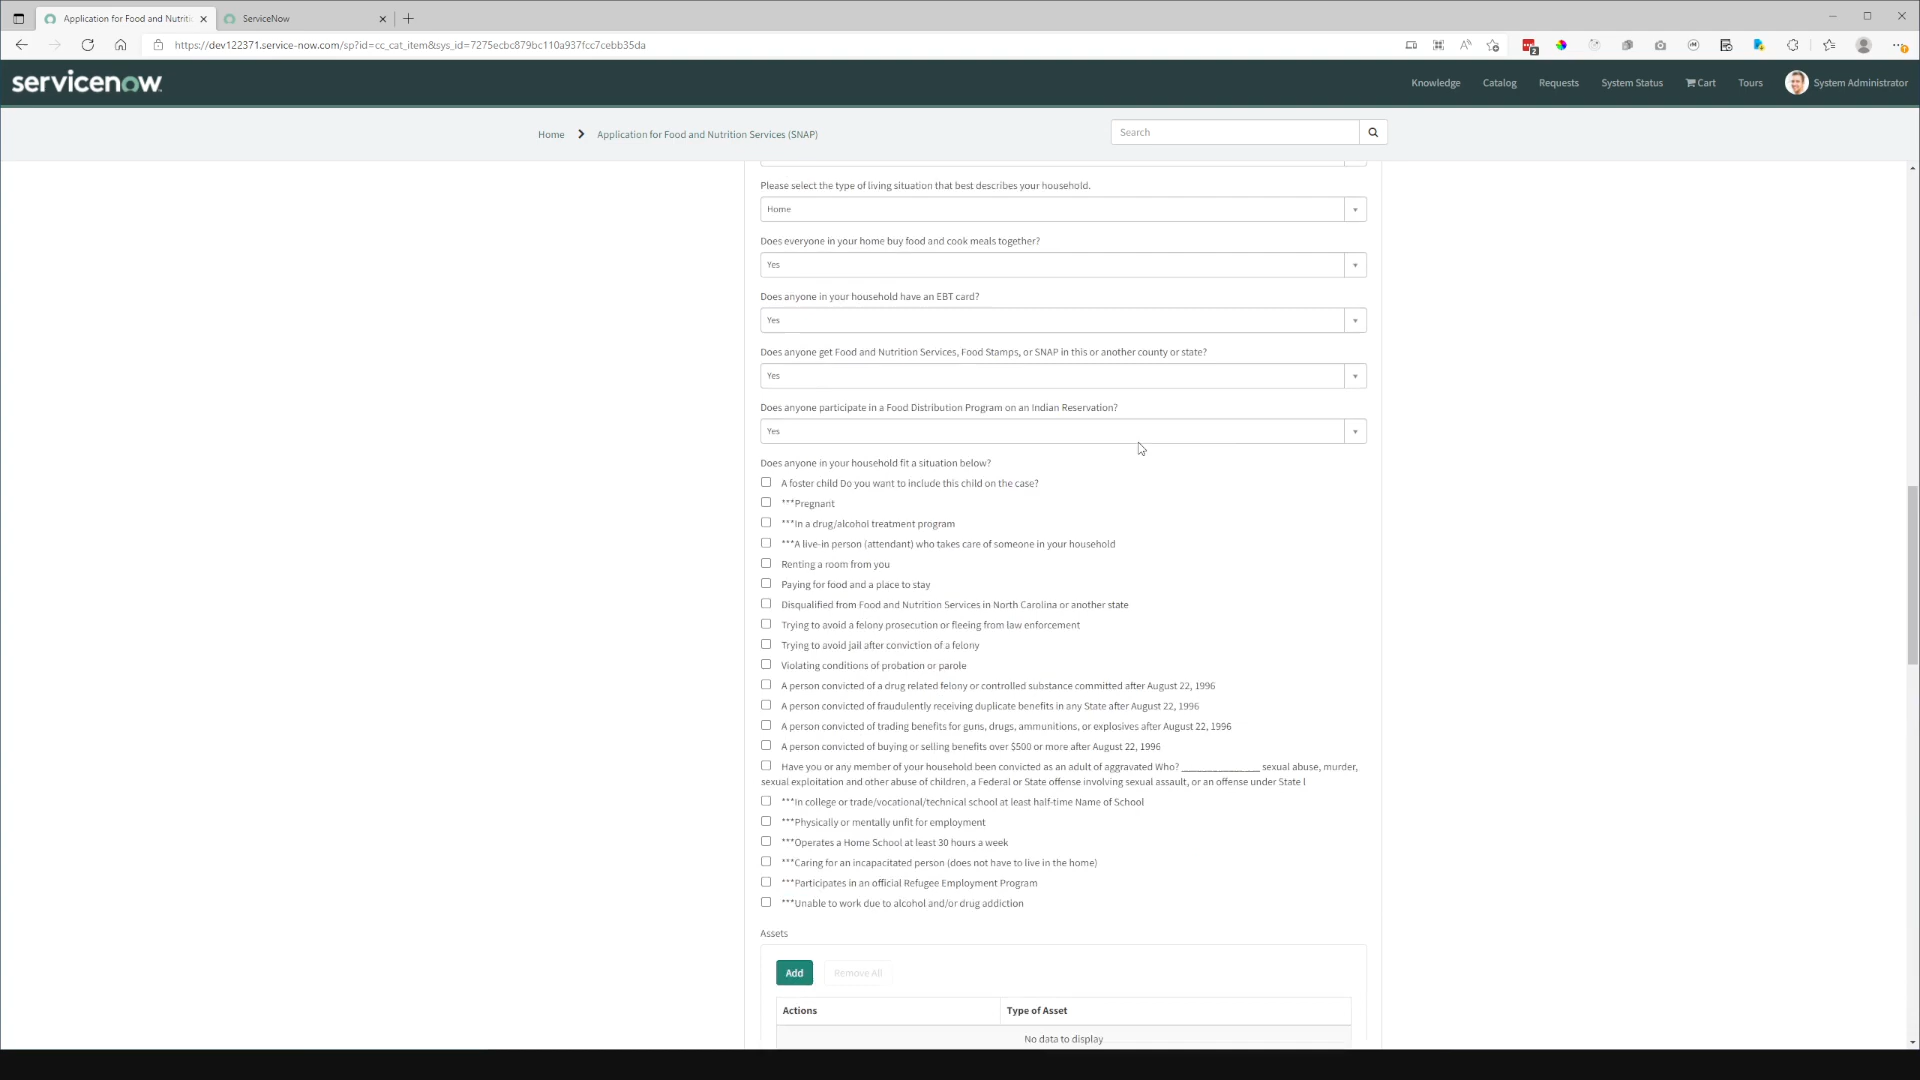 Application for Food and Nutriti
ServiceNow
https://dev122371.service-now.com/sp?id=cc_cat_item&sys_id=7275ecbc879bc110a937fcc7cebb35da
2
servicenow
Knowledge
Catalog
Requests
System Status
Cart
Tours
System Administrator
Home
Application for Food and Nutrition Services (SNAP)
Search
Please select the type of living situation that best describes your household.
Home
Does everyone in your home buy food and cook meals together?
Yes
Does anyone in your household have an EBT card?
Yes
Does anyone get Food and Nutrition Services, Food Stamps, or SNAP in this or another county or state?
Yes
Does anyone participate in a Food Distribution Program on an Indian Reservation?
Yes
Does anyone in your household fit a situation below?
A foster child Do you want to include this child on the case?
***Pregnant
***In a drug/alcohol treatment program
***A live-in person (attendant) who takes care of someone in your household
Renting a room from you
Paying for food and a place to stay
Disqualified from Food and Nutrition Services in North Carolina or another state
Trying to avoid a felony prosecution or fleeing from law enforcement
Trying to avoid jail after conviction of a felony
Violating conditions of probation or parole
A person convicted of a drug related felony or controlled substance committed after August 22, 1996
A person convicted of fraudulently receiving duplicate benefits in any State after August 22, 1996
A person convicted of trading benefits for guns, drugs, ammunitions, or explosives after August 22, 1996
A person convicted of buying or selling benefits over $500 or more after August 22, 1996
Have you or any member of your household been convicted as an adult of aggravated Who? ________________ sexual abuse, murder,
sexual exploitation and other abuse of children, a Federal or State offense involving sexual assault, or an offense under State l
***In college or trade/vocational/technical school at least half-time Name of School
***Physically or mentally unfit for employment
***Operates a Home School at least 30 hours a week
***Caring for an incapacitated person (does not have to live in the home)
***Participates in an official Refugee Employment Program
***Unable to work due to alcohol and/or drug addiction
Assets
Add
Remove All
Actions
Type of Asset
No data to display